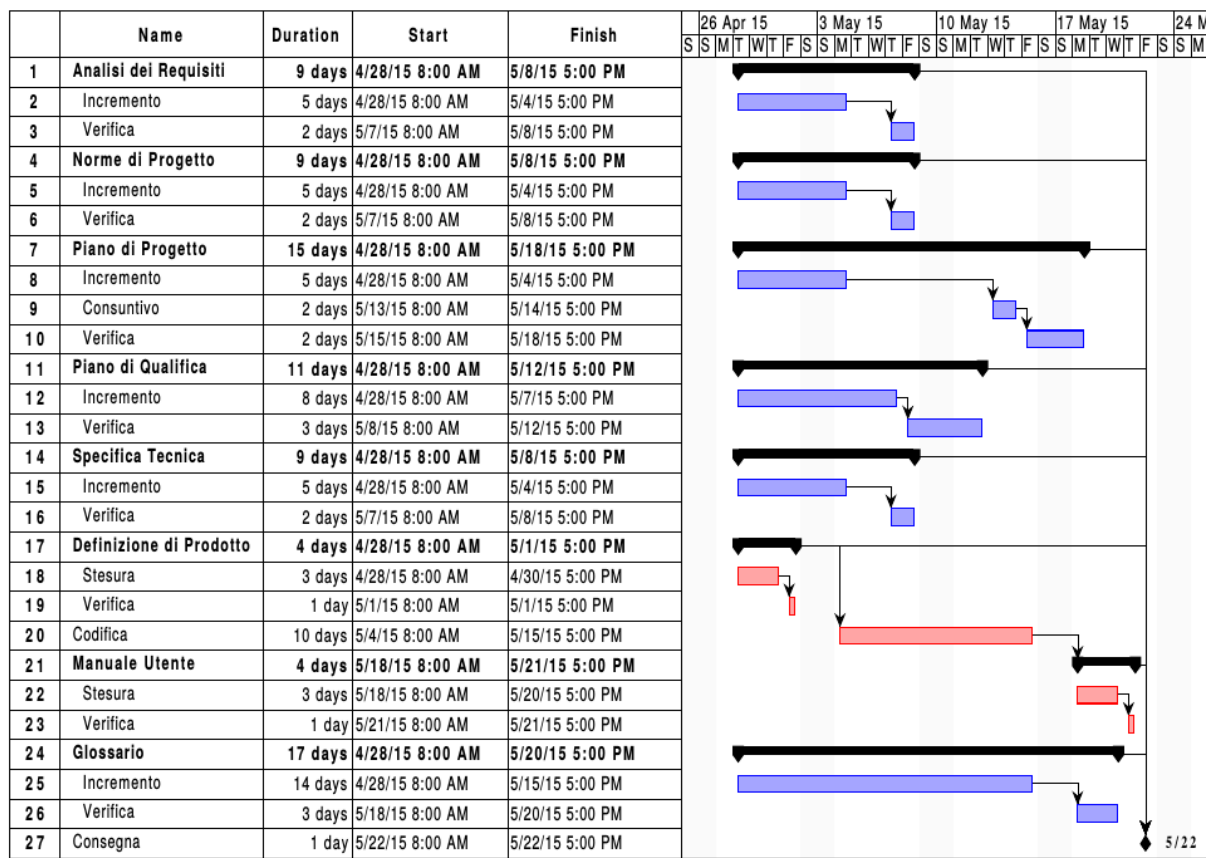 Name Duration Start Finish
26 Apr 15 3 May 15 10 May 15 17 May 15 24 M
S S M T W T F S S M T W T F S S M T W T F S S M T W T F S S M
1 Analisi dei Requisiti 9 days 4/28/15 8:00 AM 5/8/15 5:00 PM
2 Incremento 5 days 4/28/15 8:00 AM 5/4/15 5:00 PM
3 Verifica 2 days 5/7/15 8:00 AM 5/8/15 5:00 PM
4 Norme di Progetto 9 days 4/28/15 8:00 AM 5/8/15 5:00 PM
5 Incremento 5 days 4/28/15 8:00 AM 5/4/15 5:00 PM
6 Verifica 2 days 5/7/15 8:00 AM 5/8/15 5:00 PM
7 Piano di Progetto 15 days 4/28/15 8:00 AM 5/18/15 5:00 PM
8 Incremento 5 days 4/28/15 8:00 AM 5/4/15 5:00 PM
9 Consuntivo 2 days 5/13/15 8:00 AM 5/14/15 5:00 PM
10 Verifica 2 days 5/15/15 8:00 AM 5/18/15 5:00 PM
11 Piano di Qualifica 11 days 4/28/15 8:00 AM 5/12/15 5:00 PM
12 Incremento 8 days 4/28/15 8:00 AM 5/7/15 5:00 PM
13 Verifica 3 days 5/8/15 8:00 AM 5/12/15 5:00 PM
14 Specifica Tecnica 9 days 4/28/15 8:00 AM 5/8/15 5:00 PM
15 Incremento 5 days 4/28/15 8:00 AM 5/4/15 5:00 PM
16 Verifica 2 days 5/7/15 8:00 AM 5/8/15 5:00 PM
17 Definizione di Prodotto 4 days 4/28/15 8:00 AM 5/1/15 5:00 PM
18 Stesura 3 days 4/28/15 8:00 AM 4/30/15 5:00 PM
19 Verifica 1 day 5/1/15 8:00 AM 5/1/15 5:00 PM
20 Codifica 10 days 5/4/15 8:00 AM 5/15/15 5:00 PM
21 Manuale Utente 4 days 5/18/15 8:00 AM 5/21/15 5:00 PM
22 Stesura 3 days 5/18/15 8:00 AM 5/20/15 5:00 PM
23 Verifica 1 day 5/21/15 8:00 AM 5/21/15 5:00 PM
24 Glossario 17 days 4/28/15 8:00 AM 5/20/15 5:00 PM
25 Incremento 14 days 4/28/15 8:00 AM 5/15/15 5:00 PM
26 Verifica 3 days 5/18/15 8:00 AM 5/20/15 5:00 PM
27 Consegna 1 day 5/22/15 8:00 AM 5/22/15 5:00 PM 5/22